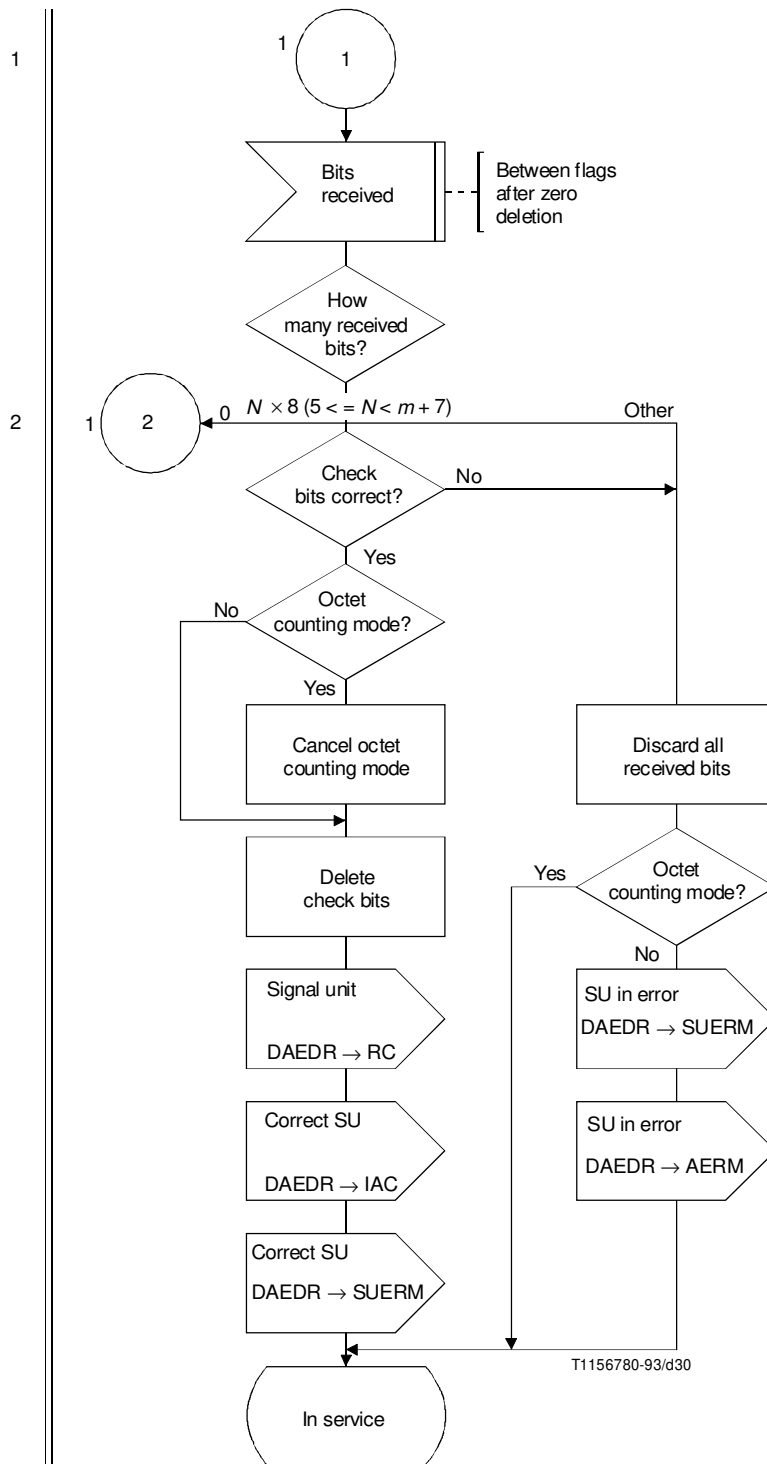 1
1
1
Bits
received
Between flags
after zero
deletion
How
many received
bits?
2
1
2
0
N × 8 (5 < = N < m + 7)
Other
Check
bits correct?
No
Yes
No
Octet
counting mode?
Yes
Cancel octet
counting mode
Discard all
received bits
Delete
check bits
Yes
Octet
counting mode?
No
Signal unit
DAEDR → RC
SU in error
DAEDR → SUERM
Correct SU
DAEDR → IAC
SU in error
DAEDR → AERM
Correct SU
DAEDR → SUERM
T1156780-93/d30
In service